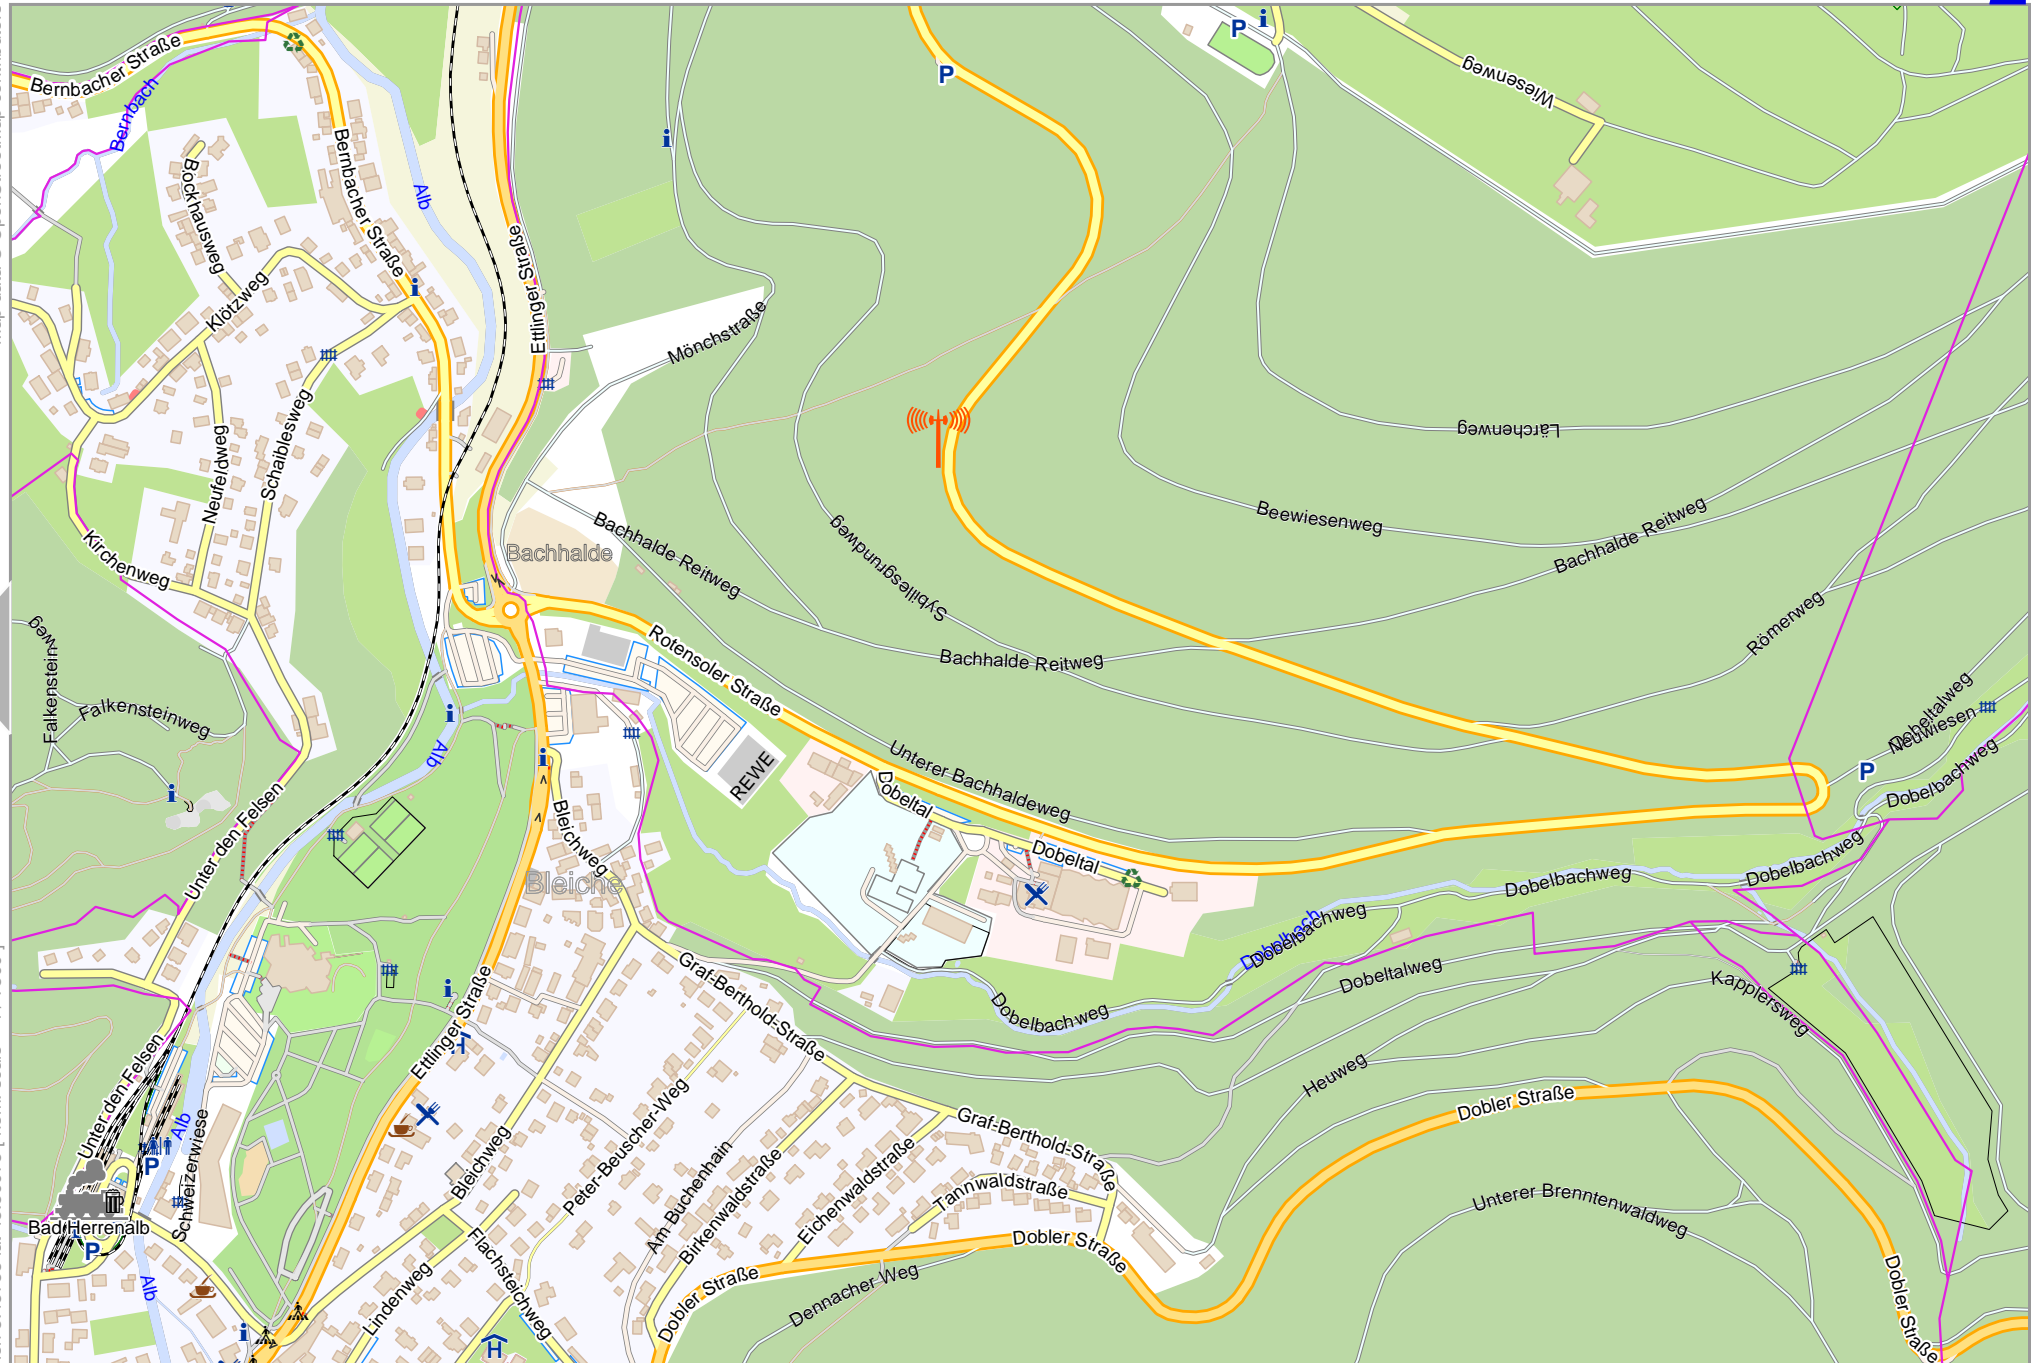 Bernbacher Straße
Bernbach
P
i
Wiesenweg
P
i
Bockhausweg
Bernbacher Straße
Alb
Ettlinger Straße
Klötzweg
i
Mönchstraße
Neufeldweg
Schaiblesweg
Lärchenweg
Kirchenweg
Bachhalde
Bachhalde Reitweg
Sybillesgrundweg
Beewiesenweg
Bachhalde Reitweg
Römerweg
Falkenstein-
weg
Falkensteinweg
Rotensoler Straße
Bachhalde Reitweg
i
Alb
i
i
REWE
Unterer Bachhaldeweg
Dobeltalweg
Neuwiesen
P
Dobelbachweg
Unter den Felsen
Bleichweg
Bleiche
Dobeltal
Dobeltal
Dobelbachweg
Dobelbachweg
Dobelbach
Dobelbachweg
Graf-Berthold-Straße
Dobeltalweg
Kapplersweg
Dobelbachweg
i
Ettlinger Straße
H
Unter den Felsen
Heuweg
Dobler Straße
Alb
P
Schweizerwiese
Bleichweg
Peter-Beuscher-Weg
Am Buchenhain
Birkenwaldstraße
Eichenwaldstraße
Graf-Berthold-Straße
Tannwaldstraße
Unterer Brenntenwaldweg
Bad Herrenalb
P
Alb
Lindenweg
Flachsteichweg
Dobler Straße
Dobler Straße
Dennacher Weg
Dobler Straße
i
H